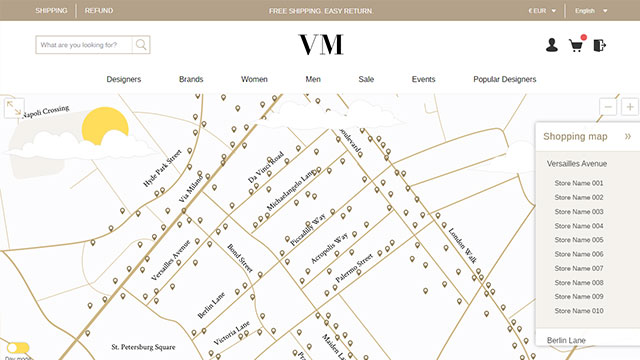 SHIPPING REFUND FREE SHIPPING. EASY RETURN. € EUR English
What are you looking for?
VM
Designers Brands Women Men Sale Events Popular Designers
Napoli Crossing
Hyde Park Street
Via Milano
Da Vinci Road
Michaelangelo Lane
Boulevard
Piccadilly Way
Acropolis Way
Palermo Street
London Walk
Versailles Avenue
Bond Street
Berlin Lane
Victoria Lane
St. Petersburg Square
Day mode
Shopping map »
Versailles Avenue
Store Name 001
Store Name 002
Store Name 003
Store Name 004
Store Name 005
Store Name 006
Store Name 007
Store Name 008
Store Name 009
Store Name 010
Berlin Lane